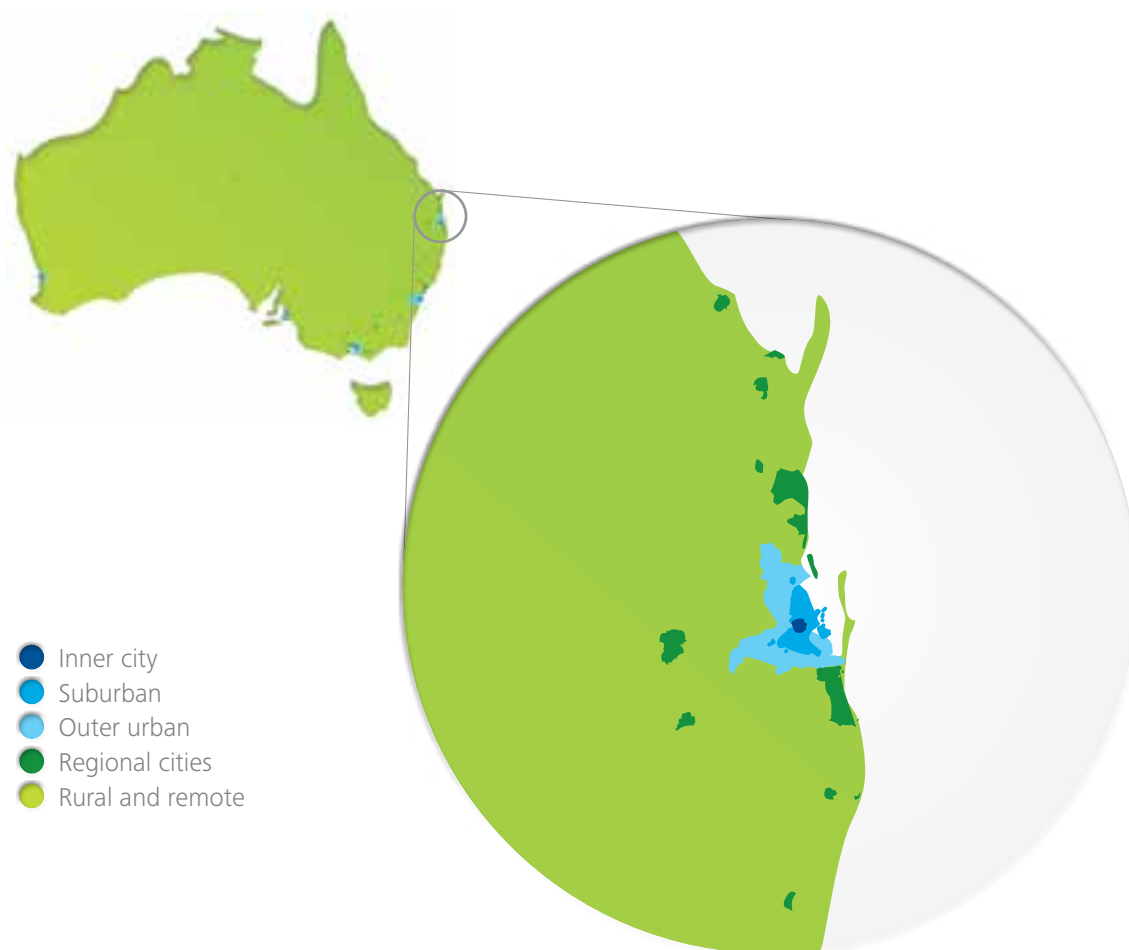 Inner city
Suburban
Outer urban
Regional cities
Rural and remote